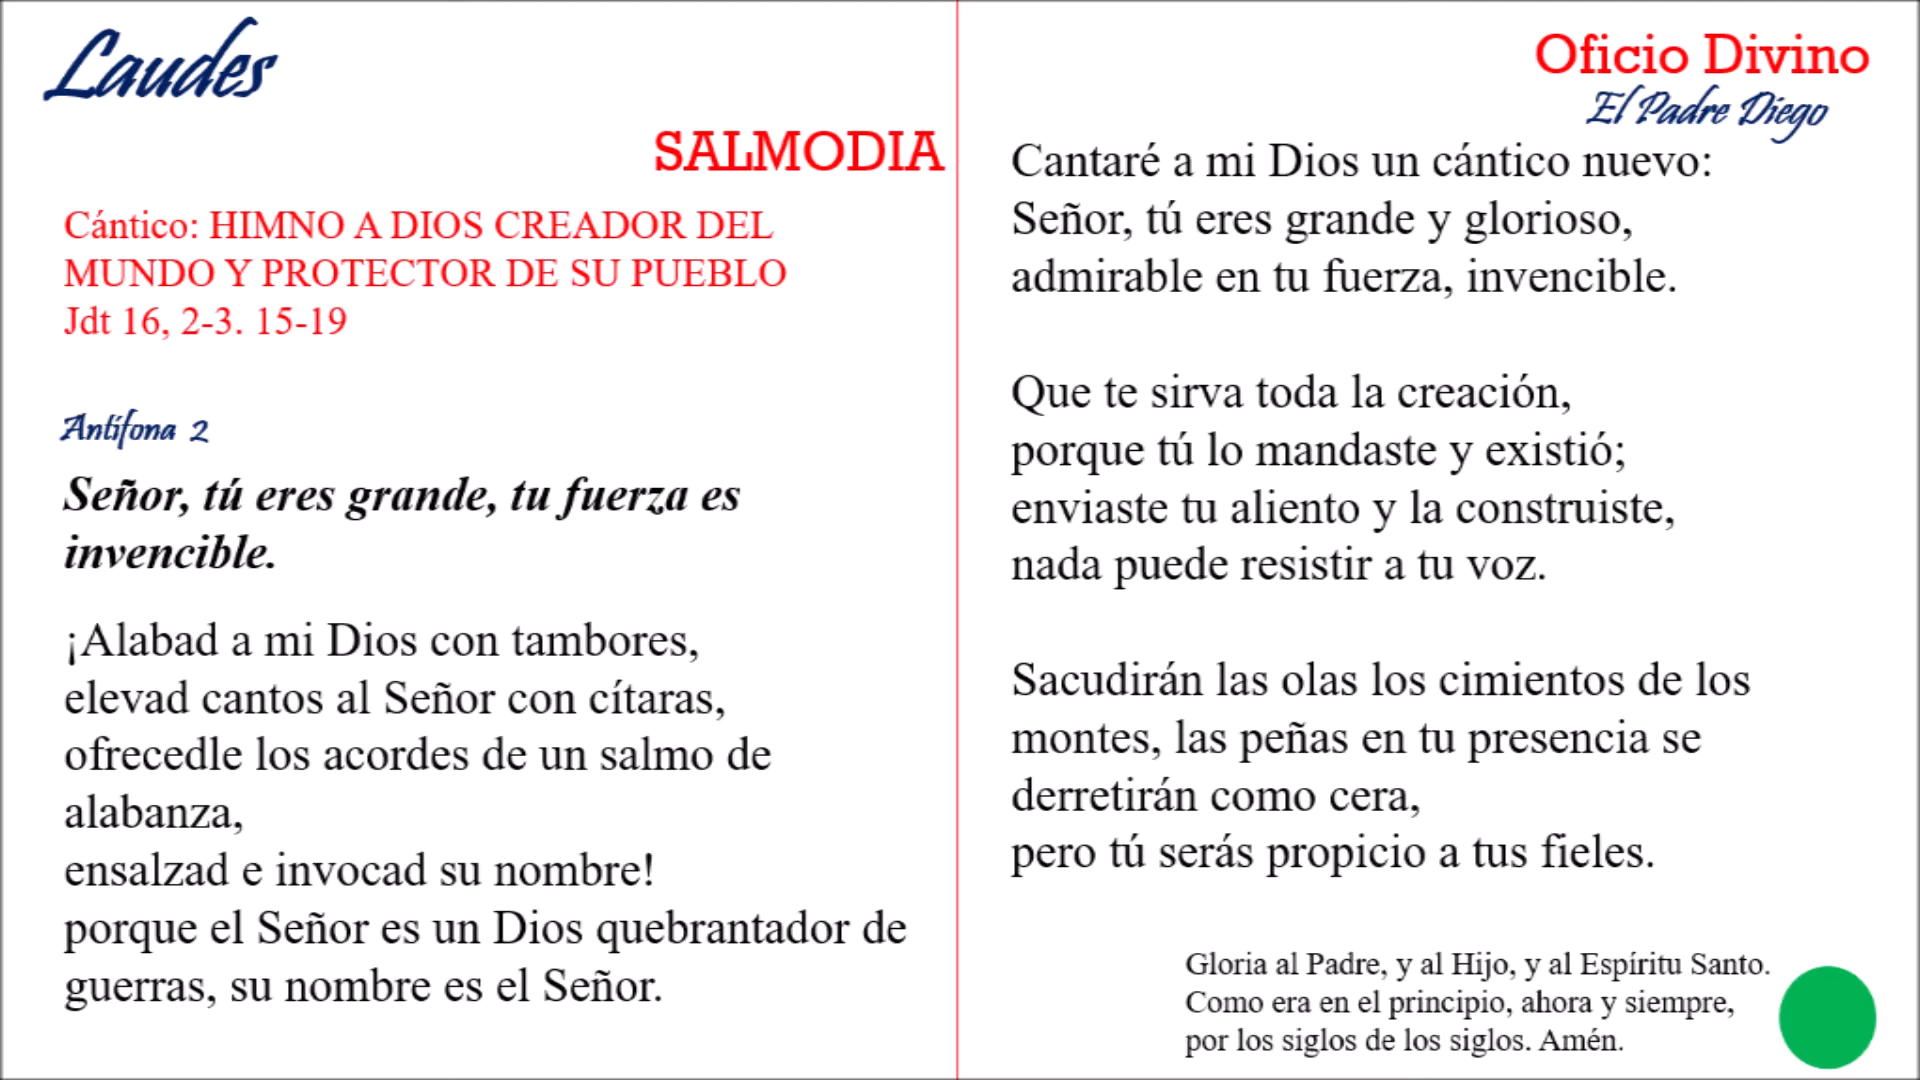 Laudes
SALMODIA
Cántico: HIMNO A DIOS CREADOR DEL
MUNDO Y PROTECTOR DE SU PUEBLO
Jdt 16, 2-3. 15-19
Antífona 2
Señor, tú eres grande, tu fuerza es
invencible.
¡Alabad a mi Dios con tambores,
elevad cantos al Señor con cítaras,
ofrecedle los acordes de un salmo de
alabanza,
ensalzad e invocad su nombre!
porque el Señor es un Dios quebrantador de
guerras, su nombre es el Señor.
Oficio Divino
El Padre Diego
Cantaré a mi Dios un cántico nuevo:
Señor, tú eres grande y glorioso,
admirable en tu fuerza, invencible.
Que te sirva toda la creación,
porque tú lo mandaste y existió;
enviaste tu aliento y la construiste,
nada puede resistir a tu voz.
Sacudirán las olas los cimientos de los
montes, las peñas en tu presencia se
derretirán como cera,
pero tú serás propicio a tus fieles.
Gloria al Padre, y al Hijo, y al Espíritu Santo.
Como era en el principio, ahora y siempre,
por los siglos de los siglos. Amén.